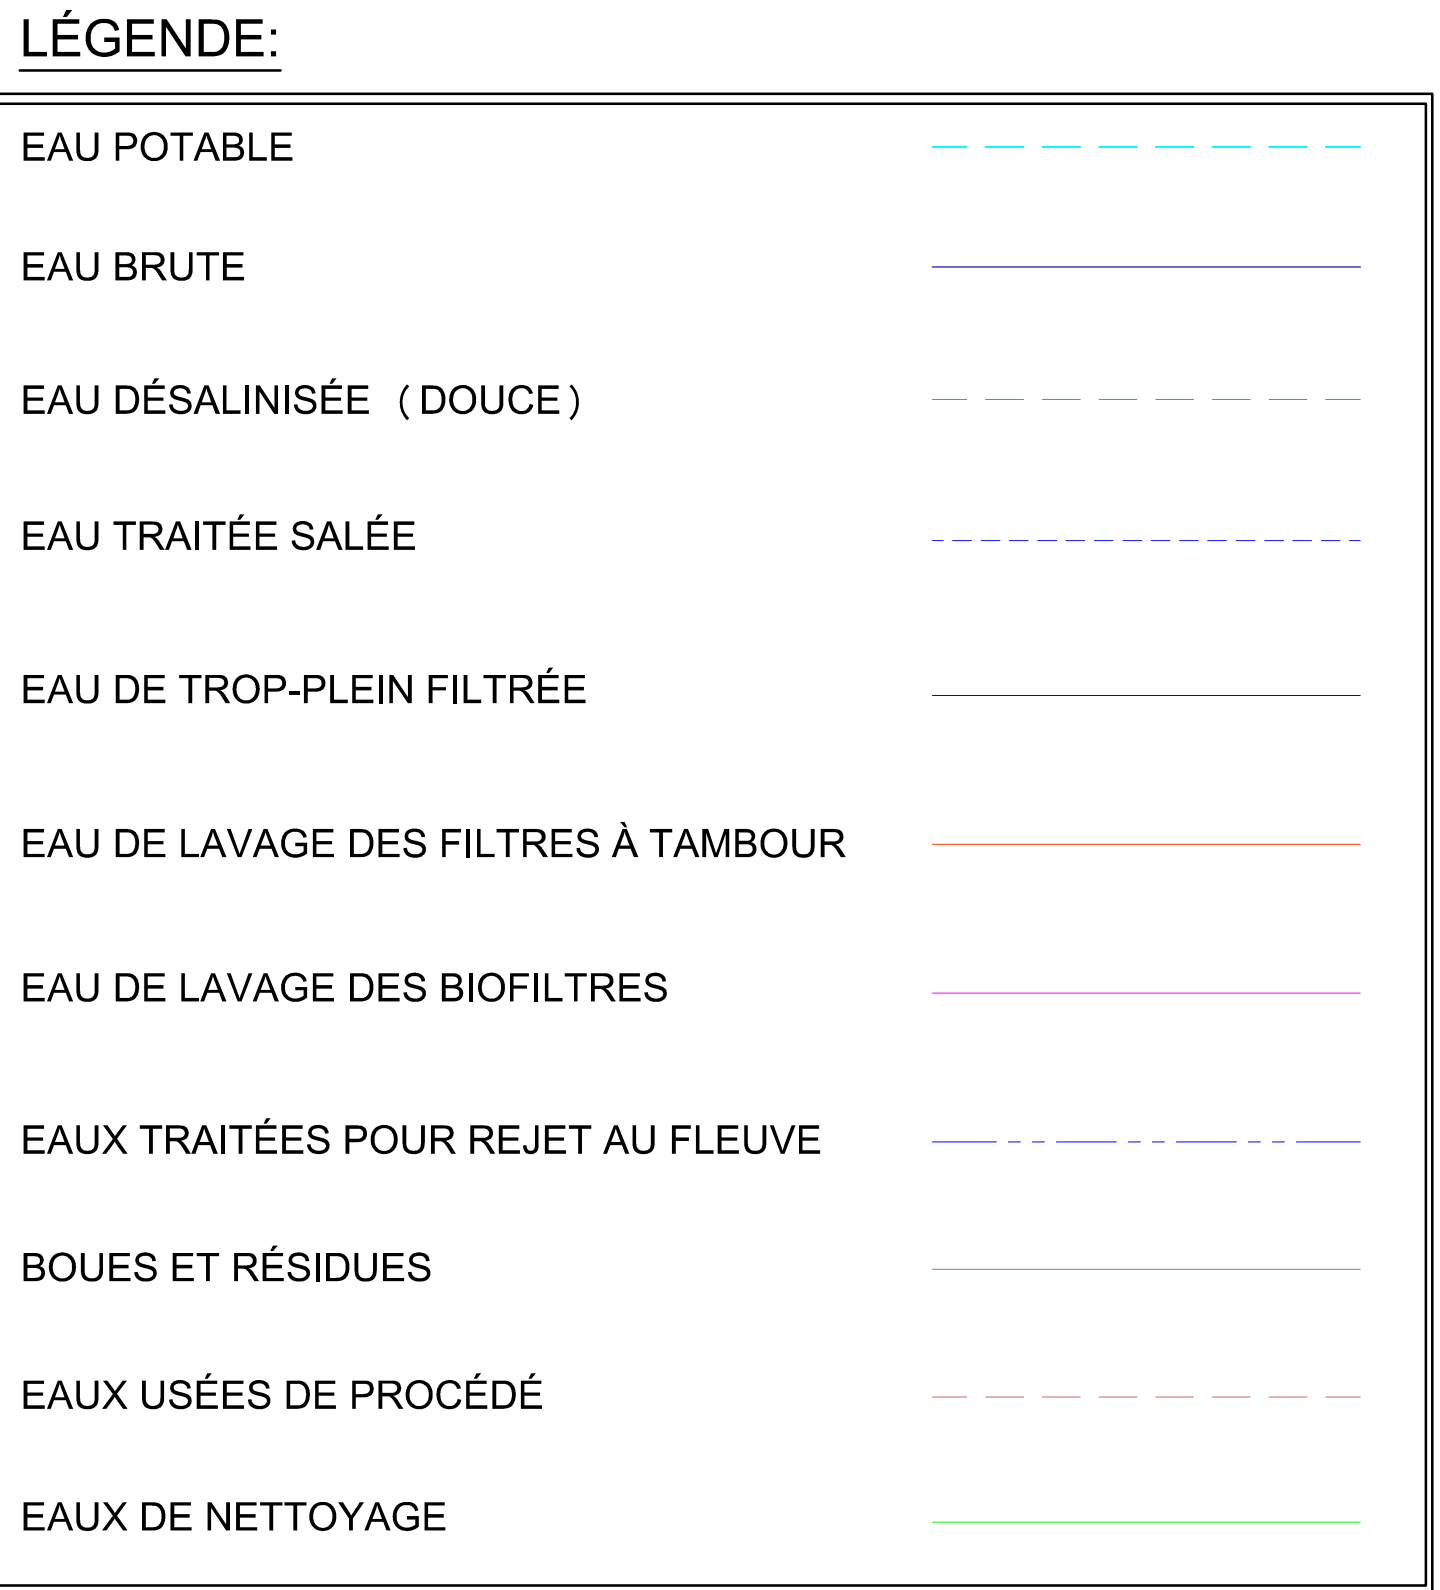 LÉGENDE:
EAU POTABLE
EAU BRUTE
EAU DÉSALINISÉE (DOUCE)
EAU TRAITÉE SALÉE
EAU DE TROP-PLEIN FILTRÉE
EAU DE LAVAGE DES FILTRES À TAMBOUR
EAU DE LAVAGE DES BIOFILTRES
EAUX TRAITÉES POUR REJET AU FLEUVE
BOUES ET RÉSIDUES
EAUX USÉES DE PROCÉDÉ
EAUX DE NETTOYAGE